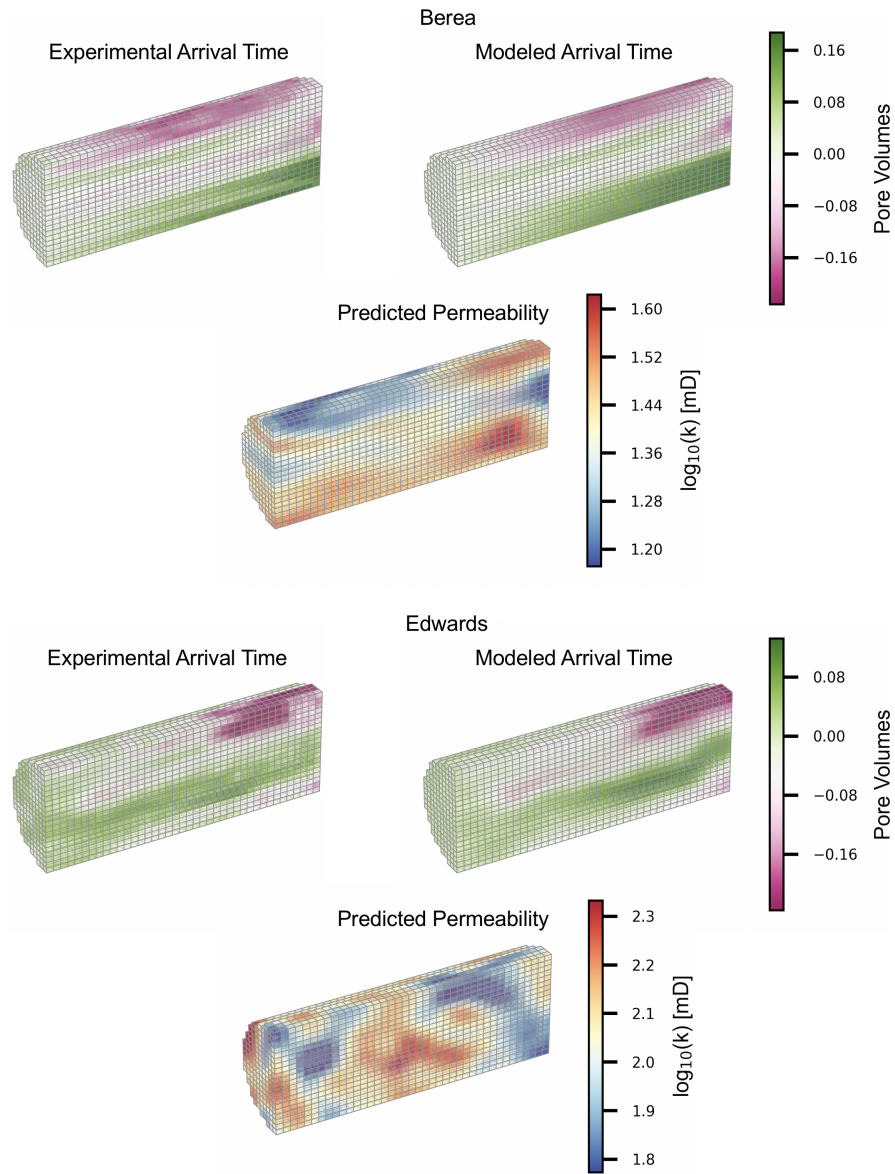 Berea
Experimental Arrival Time
Modeled Arrival Time
0.16
0.08
0.00
−0.08
−0.16
Pore Volumes
Predicted Permeability
1.60
1.52
1.44
1.36
1.28
1.20
log₁₀(k) [mD]
Edwards
Experimental Arrival Time
Modeled Arrival Time
0.08
0.00
−0.08
−0.16
Pore Volumes
Predicted Permeability
2.3
2.2
2.1
2.0
1.9
1.8
log₁₀(k) [mD]